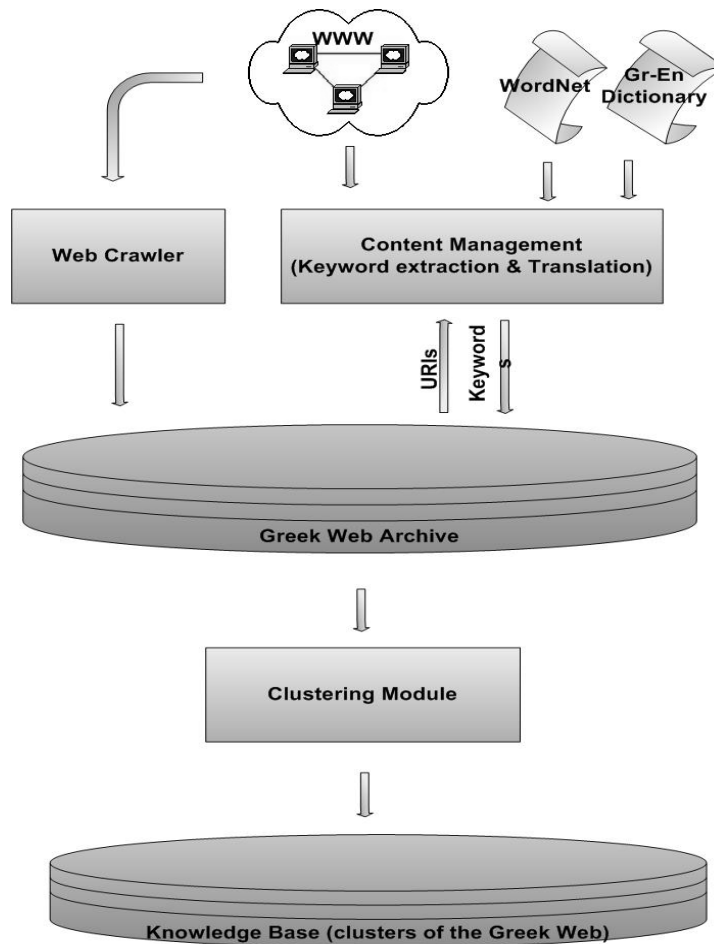 WWW
WordNet
Gr-En
Dictionary
Web Crawler
Content Management
(Keyword extraction & Translation)
URIs
Keyword
s
Greek Web Archive
Clustering Module
Knowledge Base (clusters of the Greek Web)